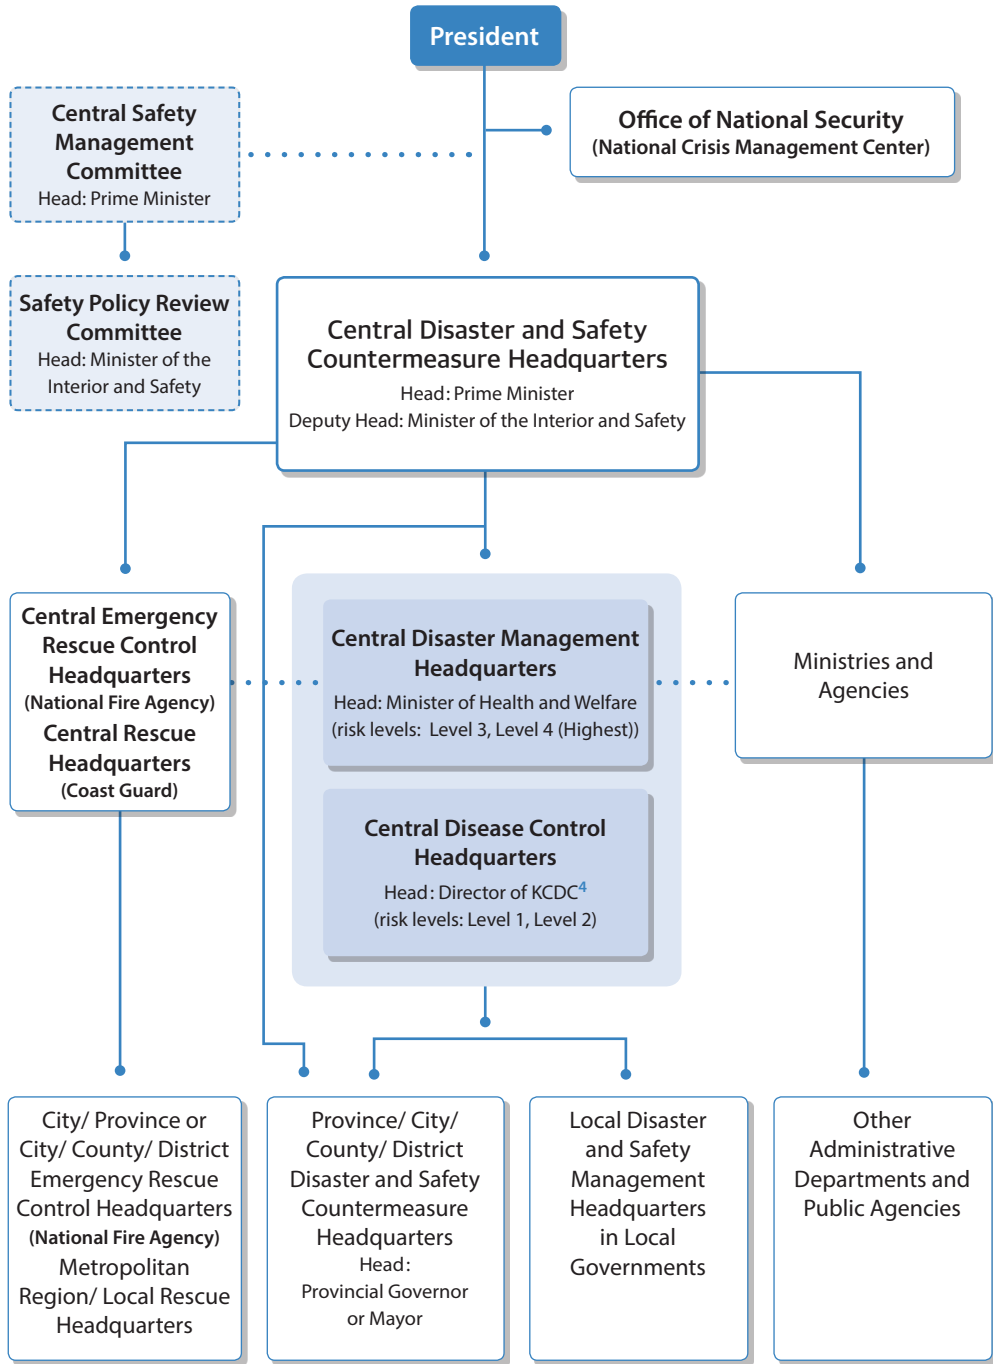 President
Central Safety
Management
Committee
Head: Prime Minister
Office of National Security
(National Crisis Management Center)
Safety Policy Review
Committee
Head: Minister of the
Interior and Safety
Central Disaster and Safety
Countermeasure Headquarters
Head: Prime Minister
Deputy Head: Minister of the Interior and Safety
Central Emergency
Rescue Control
Headquarters
(National Fire Agency)
Central Rescue
Headquarters
(Coast Guard)
Central Disaster Management
Headquarters
Head: Minister of Health and Welfare
(risk levels: Level 3, Level 4 (Highest))
Central Disease Control
Headquarters
Head: Director of KCDC4
(risk levels: Level 1, Level 2)
Ministries and
Agencies
City/ Province or
City/ County/ District
Emergency Rescue
Control Headquarters
(National Fire Agency)
Metropolitan
Region/ Local Rescue
Headquarters
Province/ City/
County/ District
Disaster and Safety
Countermeasure
Headquarters
Head:
Provincial Governor
or Mayor
Local Disaster
and Safety
Management
Headquarters
in Local
Governments
Other
Administrative
Departments and
Public Agencies